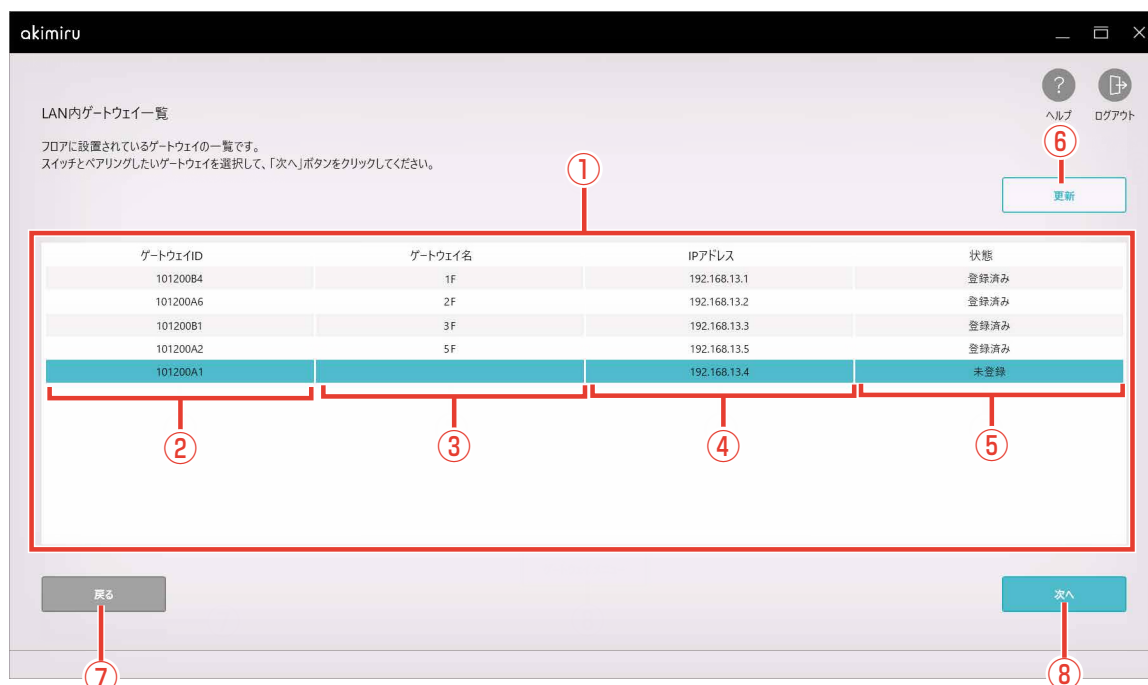 akimiru
ヘルプ ログアウト
LAN内ゲートウェイ一覧
フロアに設置されているゲートウェイの一覧です。
スイッチとペアリングしたいゲートウェイを選択して、「次へ」ボタンをクリックしてください。
①
⑥
更新
ゲートウェイID ゲートウェイ名 IPアドレス 状態
101200B4 1F 192.168.13.1 登録済み
101200A6 2F 192.168.13.2 登録済み
101200B1 3F 192.168.13.3 登録済み
101200A2 5F 192.168.13.5 登録済み
101200A1 192.168.13.4 未登録
② ③ ④ ⑤
戻る 次へ
⑦ ⑧